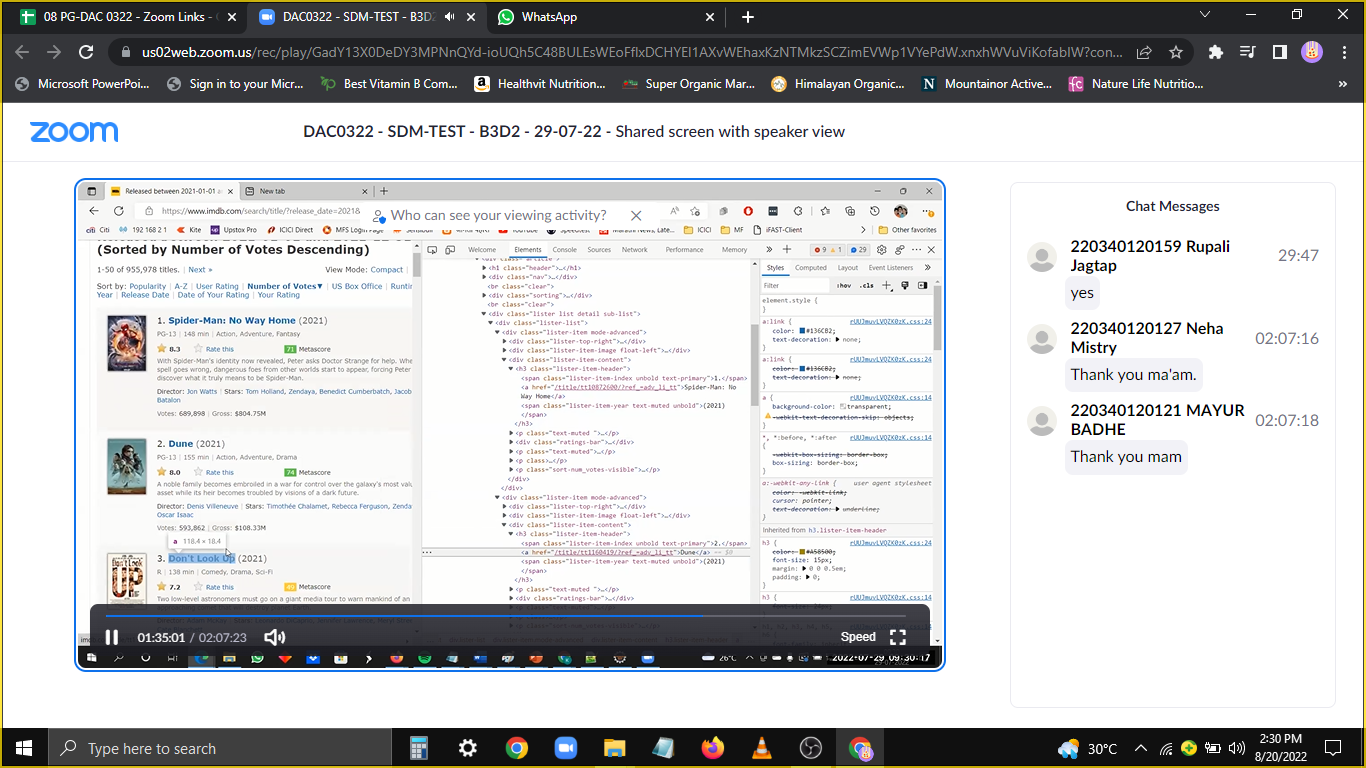 08 PG-DAC 0322 - Zoom Links -
DAC0322 - SDM-TEST - B3D2
WhatsApp
us02web.zoom.us/rec/play/GadY13X0DeDY3MPNnQYd-ioUQh5C48BULEsWEoFfIxDCHYEI1AXvWEhaxKzNTMkzSCZimEVWp1VYePdW.xnxhWVuViKofabIW?con...
Microsoft PowerPoi...
Sign in to your Micr...
Best Vitamin B Com...
Healthvit Nutrition...
Super Organic Mar...
Himalayan Organic...
Mountainor Active...
Nature Life Nutritio...
zoom
DAC0322 - SDM-TEST - B3D2 - 29-07-22 - Shared screen with speaker view
Released between 2021-01-01 a
New tab
https://www.imdb.com/search/title/?release_date=2021&
Who can see your viewing activity?
Citi
192 168 2 1
Kite
Upstox Pro
ICICI Direct
MFS Login Page
ICICI
MF
iFAST-Client
Other favorites
(Sorted by Number of Votes Descending)
1-50 of 955,978 titles. | Next »
View Mode: Compact |
Sort by: Popularity | A-Z | User Rating | Number of Votes▼ | US Box Office | Runtin
Year | Release Date | Date of Your Rating | Your Rating
1. Spider-Man: No Way Home (2021)
PG-13 | 148 min | Action, Adventure, Fantasy
8.3 Rate this 71 Metascore
With Spider-Man's identity now revealed, Peter asks Doctor Strange for help. Whe
spell goes wrong, dangerous foes from other worlds start to appear, forcing Peter
discover what it truly means to be Spider-Man.
Director: Jon Watts | Stars: Tom Holland, Zendaya, Benedict Cumberbatch, Jacob
Batalon
Votes: 689,898 | Gross: $804.75M
2. Dune (2021)
PG-13 | 155 min | Action, Adventure, Drama
8.0 Rate this 74 Metascore
A noble family becomes embroiled in a war for control over the galaxy's most valu
asset while its heir becomes troubled by visions of a dark future.
Director: Denis Villeneuve | Stars: Timothée Chalamet, Rebecca Ferguson, Zenda
Oscar Isaac
Votes: 593,862 | Gross: $108.33M
a 118.4 × 18.4
3. Don't Look Up (2021)
R | 138 min | Comedy, Drama, Sci-Fi
7.2 Rate this 49 Metascore
Two low-level astronomers must go on a giant media tour to warn mankind of an
Welcome
Elements
Console
Sources
Network
Performance
Memory
9
1
29
<h1 class="header">…</h1>
<div class="nav">…</div>
<br class="clear">
<div class="sorting">…</div>
<br class="clear">
<div class="lister list detail sub-list">
<div class="lister-list">
<div class="lister-item mode-advanced">
<div class="lister-top-right">…</div>
<div class="lister-item-image float-left">…</div>
<div class="lister-item-content">
<h3 class="lister-item-header">
<span class="lister-item-index unbold text-primary">1.</span>
<a href="/title/tt10872600/?ref_=adv_li_tt">Spider-Man: No
Way Home</a>
<span class="lister-item-year text-muted unbold">(2021)
</span>
</h3>
<p class="text-muted ">…</p>
<div class="ratings-bar">…</div>
<p class="text-muted">…</p>
<p class>…</p>
<p class="sort-num_votes-visible">…</p>
</div>
</div>
<div class="lister-item mode-advanced">
<div class="lister-top-right">…</div>
<div class="lister-item-image float-left">…</div>
<div class="lister-item-content">
<h3 class="lister-item-header">
<span class="lister-item-index unbold text-primary">2.</span>
<a href="/title/tt1160419/?ref_=adv_li_tt">Dune</a> == $0
<span class="lister-item-year text-muted unbold">(2021)
</span>
</h3>
<p class="text-muted ">…</p>
<div class="ratings-bar">…</div>
<p class="text-muted">…</p>
Styles
Computed
Layout
Event Listeners
Filter
:hov .cls
element.style {
}
a:link {
color: #136CB2;
text-decoration: none;
}
a:link {
color: #136CB2;
text-decoration: none;
}
a {
background-color: transparent;
-webkit-text-decoration-skip: objects;
}
*, *:before, *:after
{
-webkit-box-sizing: border-box;
box-sizing: border-box;
}
a:-webkit-any-link { user agent stylesheet
color: -webkit-link;
cursor: pointer;
text-decoration: underline;
}
Inherited from h3.lister-item-header
h3 {
color: #A58500;
font-size: 15px;
margin: 0 0 0.5em;
padding: 0;
}
h3 {
01:35:01 / 02:07:23
Speed
26°C
2022-07-29 09:30:17
Chat Messages
220340120159 Rupali
Jagtap
29:47
yes
220340120127 Neha
Mistry
02:07:16
Thank you ma'am.
220340120121 MAYUR
BADHE
02:07:18
Thank you mam
Type here to search
30°C
2:30 PM
8/20/2022